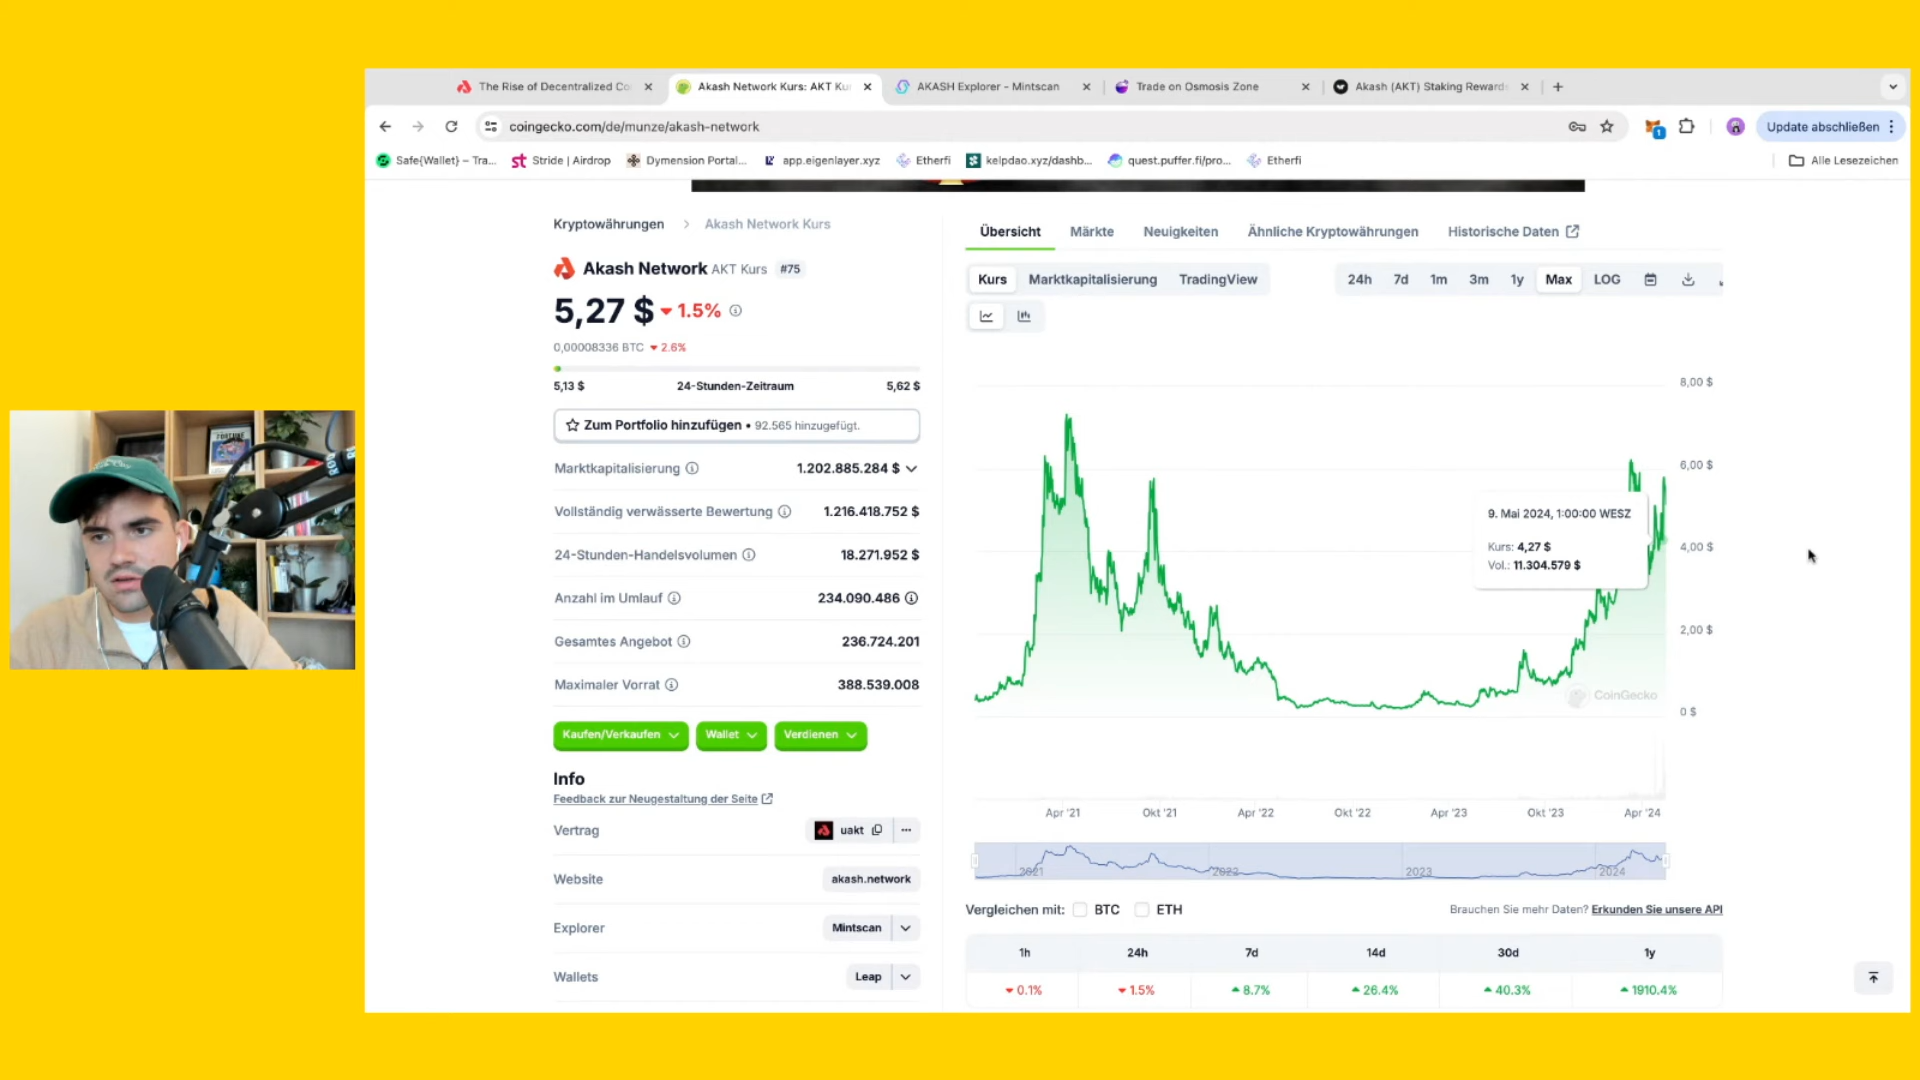 The Rise of Decentralized Co
Akash Network Kurs: AKT Ku
AKASH Explorer - Mintscan
Trade on Osmosis Zone
Akash (AKT) Staking Rewards
coingecko.com/de/munze/akash-network
1
Update abschließen
Safe{Wallet} – Tra...
Stride | Airdrop
Dymension Portal...
app.eigenlayer.xyz
Etherfi
kelpdao.xyz/dashb...
quest.puffer.fi/pro...
Etherfi
Alle Lesezeichen
Kryptowährungen > Akash Network Kurs
Akash Network AKT Kurs #75
5,27 $ 1.5%
0,00008336 BTC 2.6%
5,13 $ 24-Stunden-Zeitraum 5,62 $
Zum Portfolio hinzufügen • 92.565 hinzugefügt.
Marktkapitalisierung 1.202.885.284 $
Vollständig verwässerte Bewertung 1.216.418.752 $
24-Stunden-Handelsvolumen 18.271.952 $
Anzahl im Umlauf 234.090.486
Gesamtes Angebot 236.724.201
Maximaler Vorrat 388.539.008
Kaufen/Verkaufen Wallet Verdienen
Info
Feedback zur Neugestaltung der Seite
Vertrag uakt
Website akash.network
Explorer Mintscan
Wallets Leap
Übersicht Märkte Neuigkeiten Ähnliche Kryptowährungen Historische Daten
Kurs Marktkapitalisierung TradingView
24h 7d 1m 3m 1y Max LOG
8,00 $
6,00 $
4,00 $
2,00 $
0 $
9. Mai 2024, 1:00:00 WESZ
Kurs: 4,27 $
Vol.: 11.304.579 $
CoinGecko
Apr '21 Okt '21 Apr '22 Okt '22 Apr '23 Okt '23 Apr '24
2021 2022 2023 2024
Vergleichen mit: BTC ETH
Brauchen Sie mehr Daten? Erkunden Sie unsere API
1h 24h 7d 14d 30d 1y
0.1% 1.5% 8.7% 26.4% 40.3% 1910.4%
FORTUNE